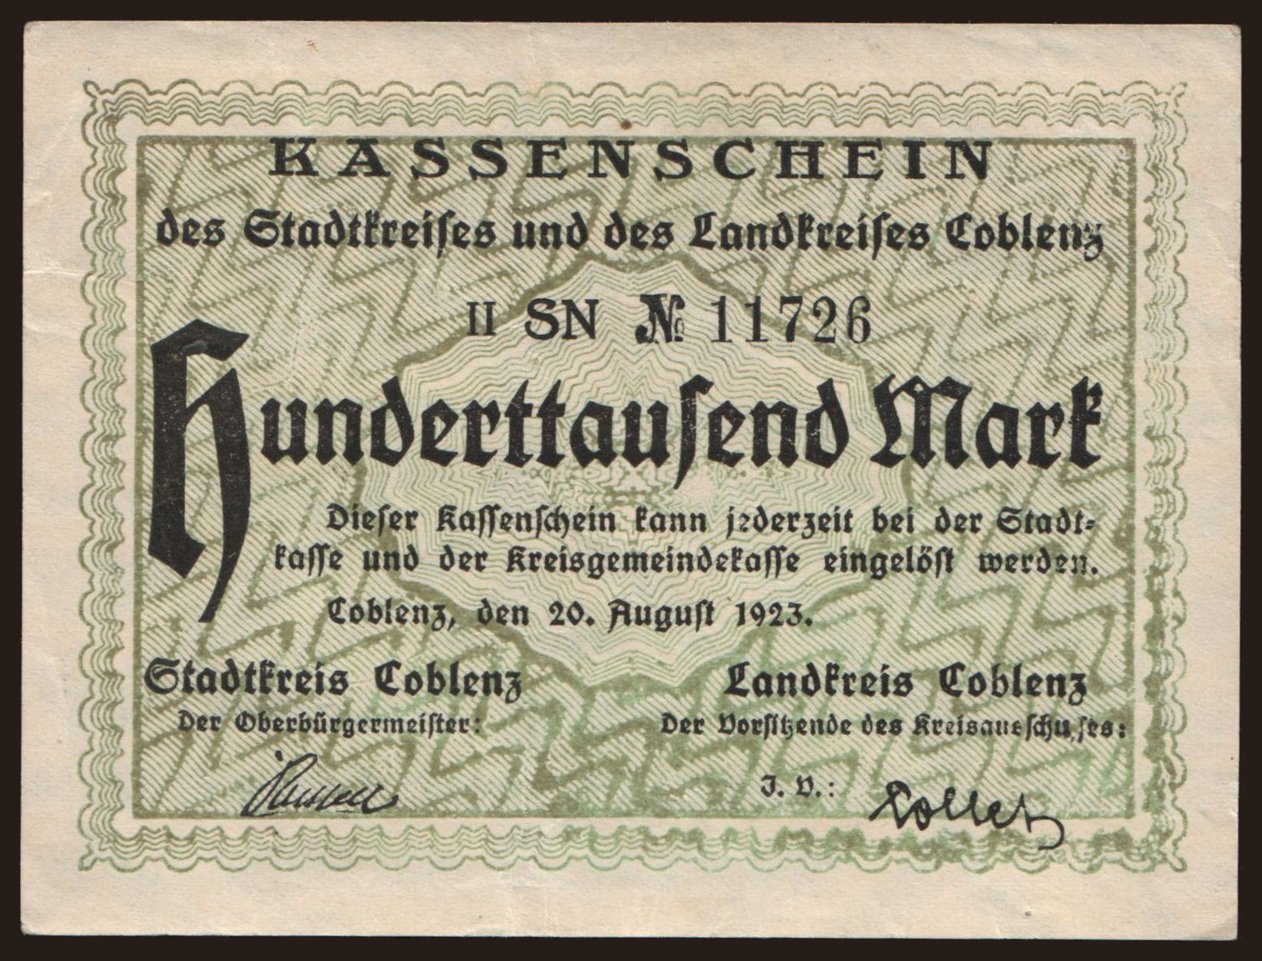 KASSENSCHEIN
des Stadtkreiſes und des Landkreiſes Coblenz
II SN № 11726
Hunderttauſend Mark
Dieſer Kaſſenſchein kann jederzeit bei der Stadt-
kaſſe und der Kreisgemeindekaſſe eingelöſt werden.
Coblenz, den 20. Auguſt 1923.
Stadtkreis Coblenz
Landkreis Coblenz
Der Oberbürgermeiſter:
Der Vorſitzende des Kreisausſchuſſes:
J. V.: